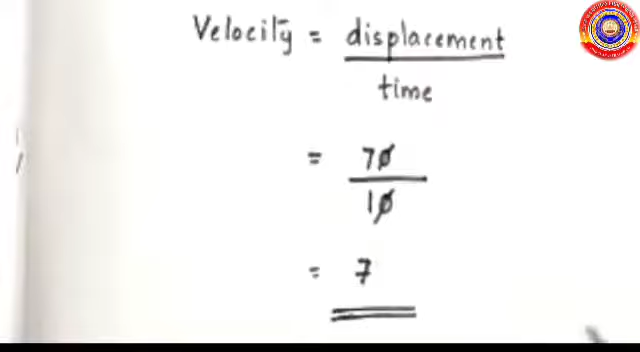 Velocity = displacement
time
= 70
10
= 7